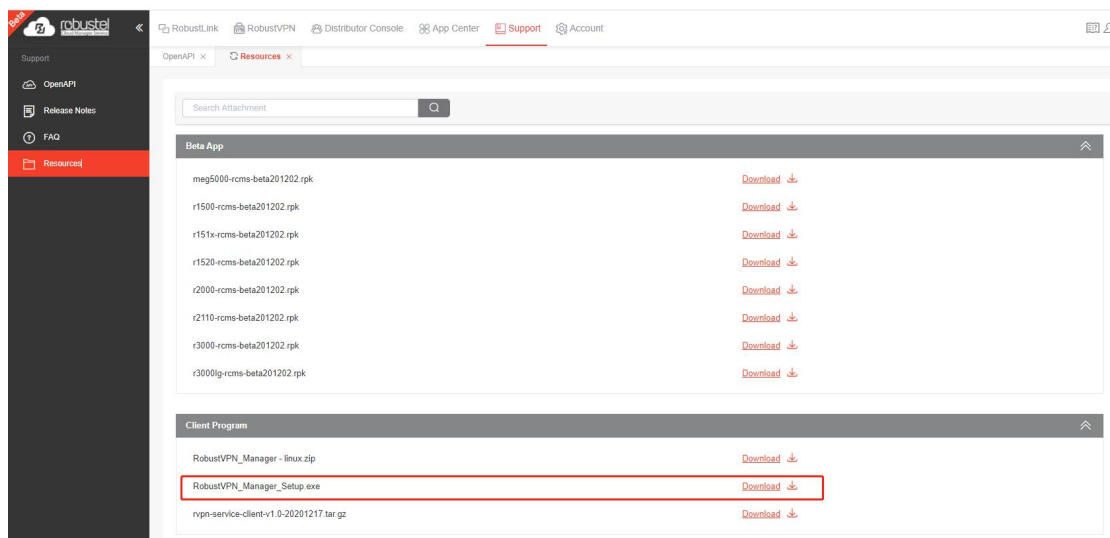 Beta
robustel
Cloud Manager Service
RobustLink
RobustVPN
Distributor Console
App Center
Support
Account
Support
OpenAPI
Release Notes
FAQ
Resources
OpenAPI ×
Resources ×
Search Attachment
Beta App
meg5000-rcms-beta201202.rpk Download
r1500-rcms-beta201202.rpk Download
r151x-rcms-beta201202.rpk Download
r1520-rcms-beta201202.rpk Download
r2000-rcms-beta201202.rpk Download
r2110-rcms-beta201202.rpk Download
r3000-rcms-beta201202.rpk Download
r3000lg-rcms-beta201202.rpk Download
Client Program
RobustVPN_Manager - linux.zip Download
RobustVPN_Manager_Setup.exe Download
rvpn-service-client-v1.0-20201217.tar.gz Download